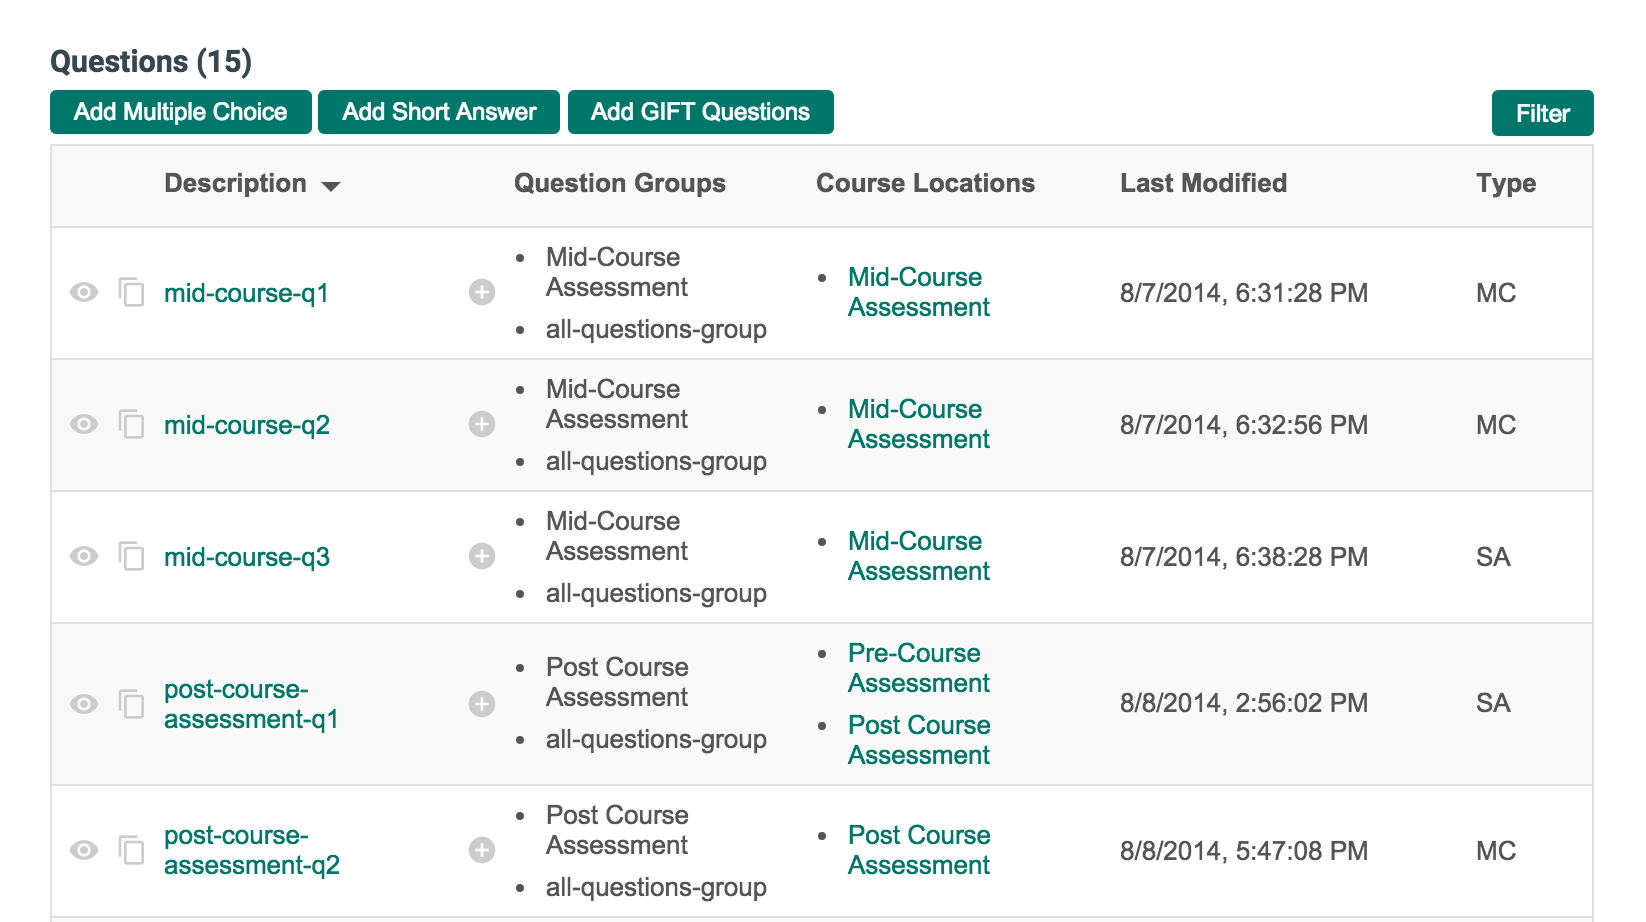 Questions (15)
Add Multiple Choice Add Short Answer Add GIFT Questions Filter
Description Question Groups Course Locations Last Modified Type
mid-course-q1
Mid-Course
Assessment
all-questions-group
Mid-Course
Assessment
8/7/2014, 6:31:28 PM
MC
mid-course-q2
Mid-Course
Assessment
all-questions-group
Mid-Course
Assessment
8/7/2014, 6:32:56 PM
MC
mid-course-q3
Mid-Course
Assessment
all-questions-group
Mid-Course
Assessment
8/7/2014, 6:38:28 PM
SA
post-course-
assessment-q1
Post Course
Assessment
all-questions-group
Pre-Course
Assessment
Post Course
Assessment
8/8/2014, 2:56:02 PM
SA
post-course-
assessment-q2
Post Course
Assessment
all-questions-group
Post Course
Assessment
8/8/2014, 5:47:08 PM
MC